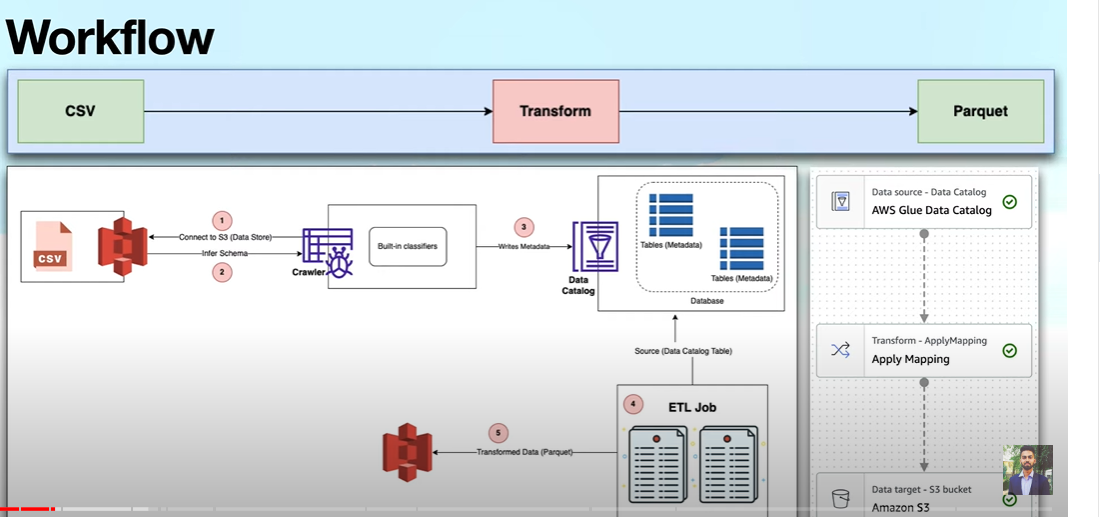 Workflow
CSV
Transform
Parquet
CSV
1
Connect to S3 (Data Store)
Infer Schema
2
Crawler
Built-in classifiers
3
Writes Metadata
Data
Catalog
Tables (Metadata)
Tables (Metadata)
Database
Source (Data Catalog Table)
4
ETL Job
5
Transformed Data (Parquet)
Data source - Data Catalog
AWS Glue Data Catalog
Transform - ApplyMapping
Apply Mapping
Data target - S3 bucket
Amazon S3